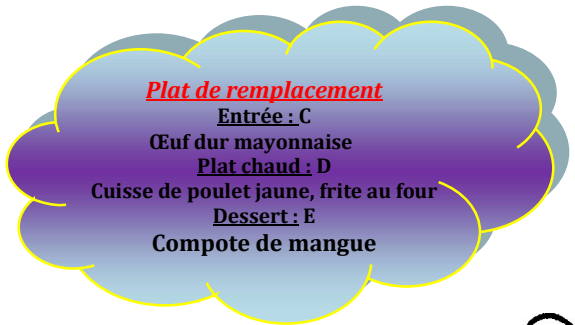 Plat de remplacement
Entrée : C
Œuf dur mayonnaise
Plat chaud : D
Cuisse de poulet jaune, frite au four
Dessert : E
Compote de mangue